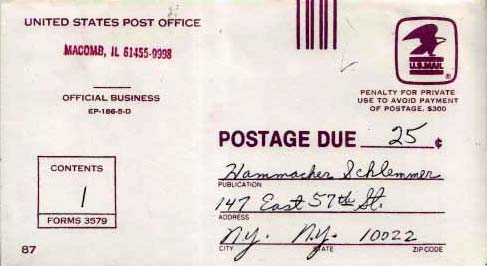 UNITED STATES POST OFFICE
MACOMB, IL 61455-9998
OFFICIAL BUSINESS
EP-186-5-D
U.S. MAIL
®
PENALTY FOR PRIVATE
USE TO AVOID PAYMENT
OF POSTAGE, $300
POSTAGE DUE 25 ¢
Hammacher Schlemmer
PUBLICATION
147 East 57th St.
ADDRESS
N.Y. N.Y. 10022
CITY STATE ZIP CODE
CONTENTS
1
FORMS 3579
87